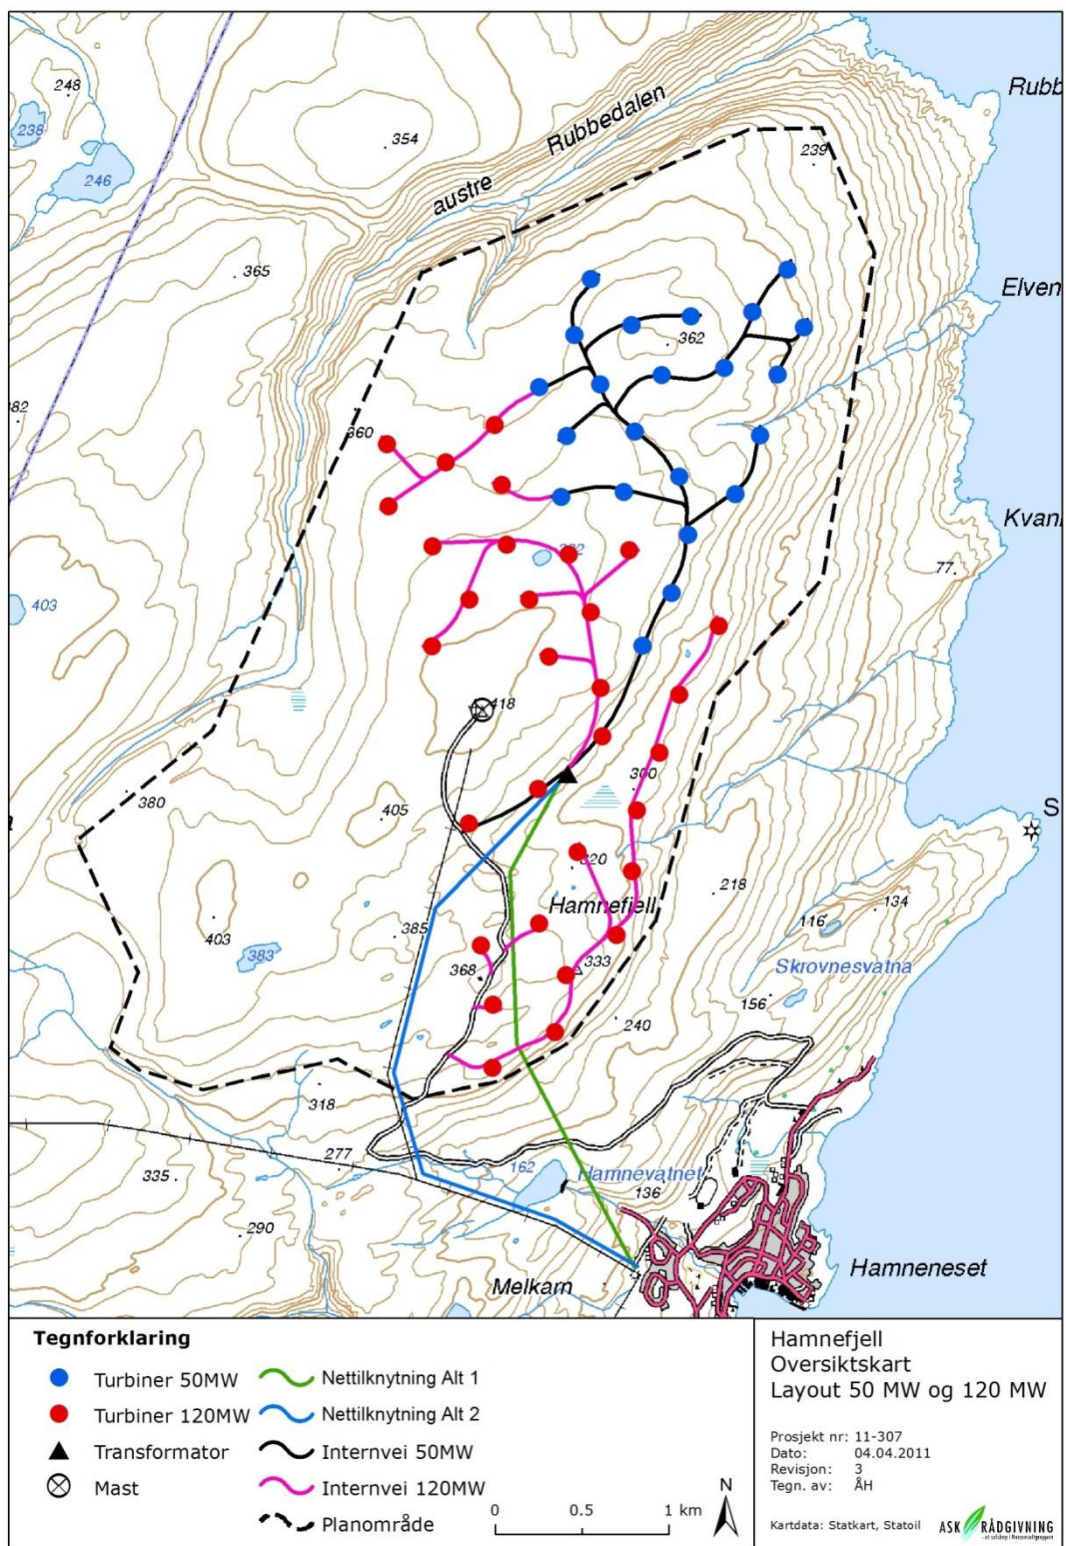 248
238
246
354
Rubbedalen
austre
239
Rubb
365
Elven
362
382
360
Kvan
77
403
418
300
380
405
S
320
218
Hamnefjell
134
116
385
403
383
368
333
Skrovnesvatna
156
240
318
277
162
Hamnevatnet
335
136
290
Melkarn
Hamneneset
Tegnforklaring
Turbiner 50MW
Turbiner 120MW
Transformator
Mast
Nettilknytning Alt 1
Nettilknytning Alt 2
Internvei 50MW
Internvei 120MW
Planområde
0 0.5 1 km
N
Hamnefjell
Oversiktskart
Layout 50 MW og 120 MW
Prosjekt nr: 11-307
Dato: 04.04.2011
Revisjon: 3
Tegn. av: ÅH
Kartdata: Statkart, Statoil
ASK RÅDGIVNING